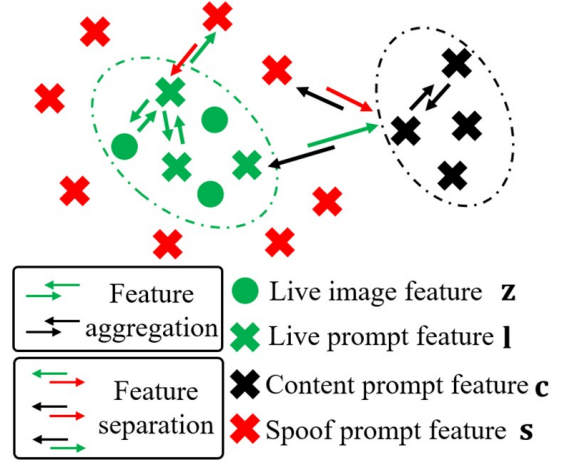 Feature
aggregation
Feature
separation
Live image feature z
Live prompt feature l
Content prompt feature c
Spoof prompt feature s